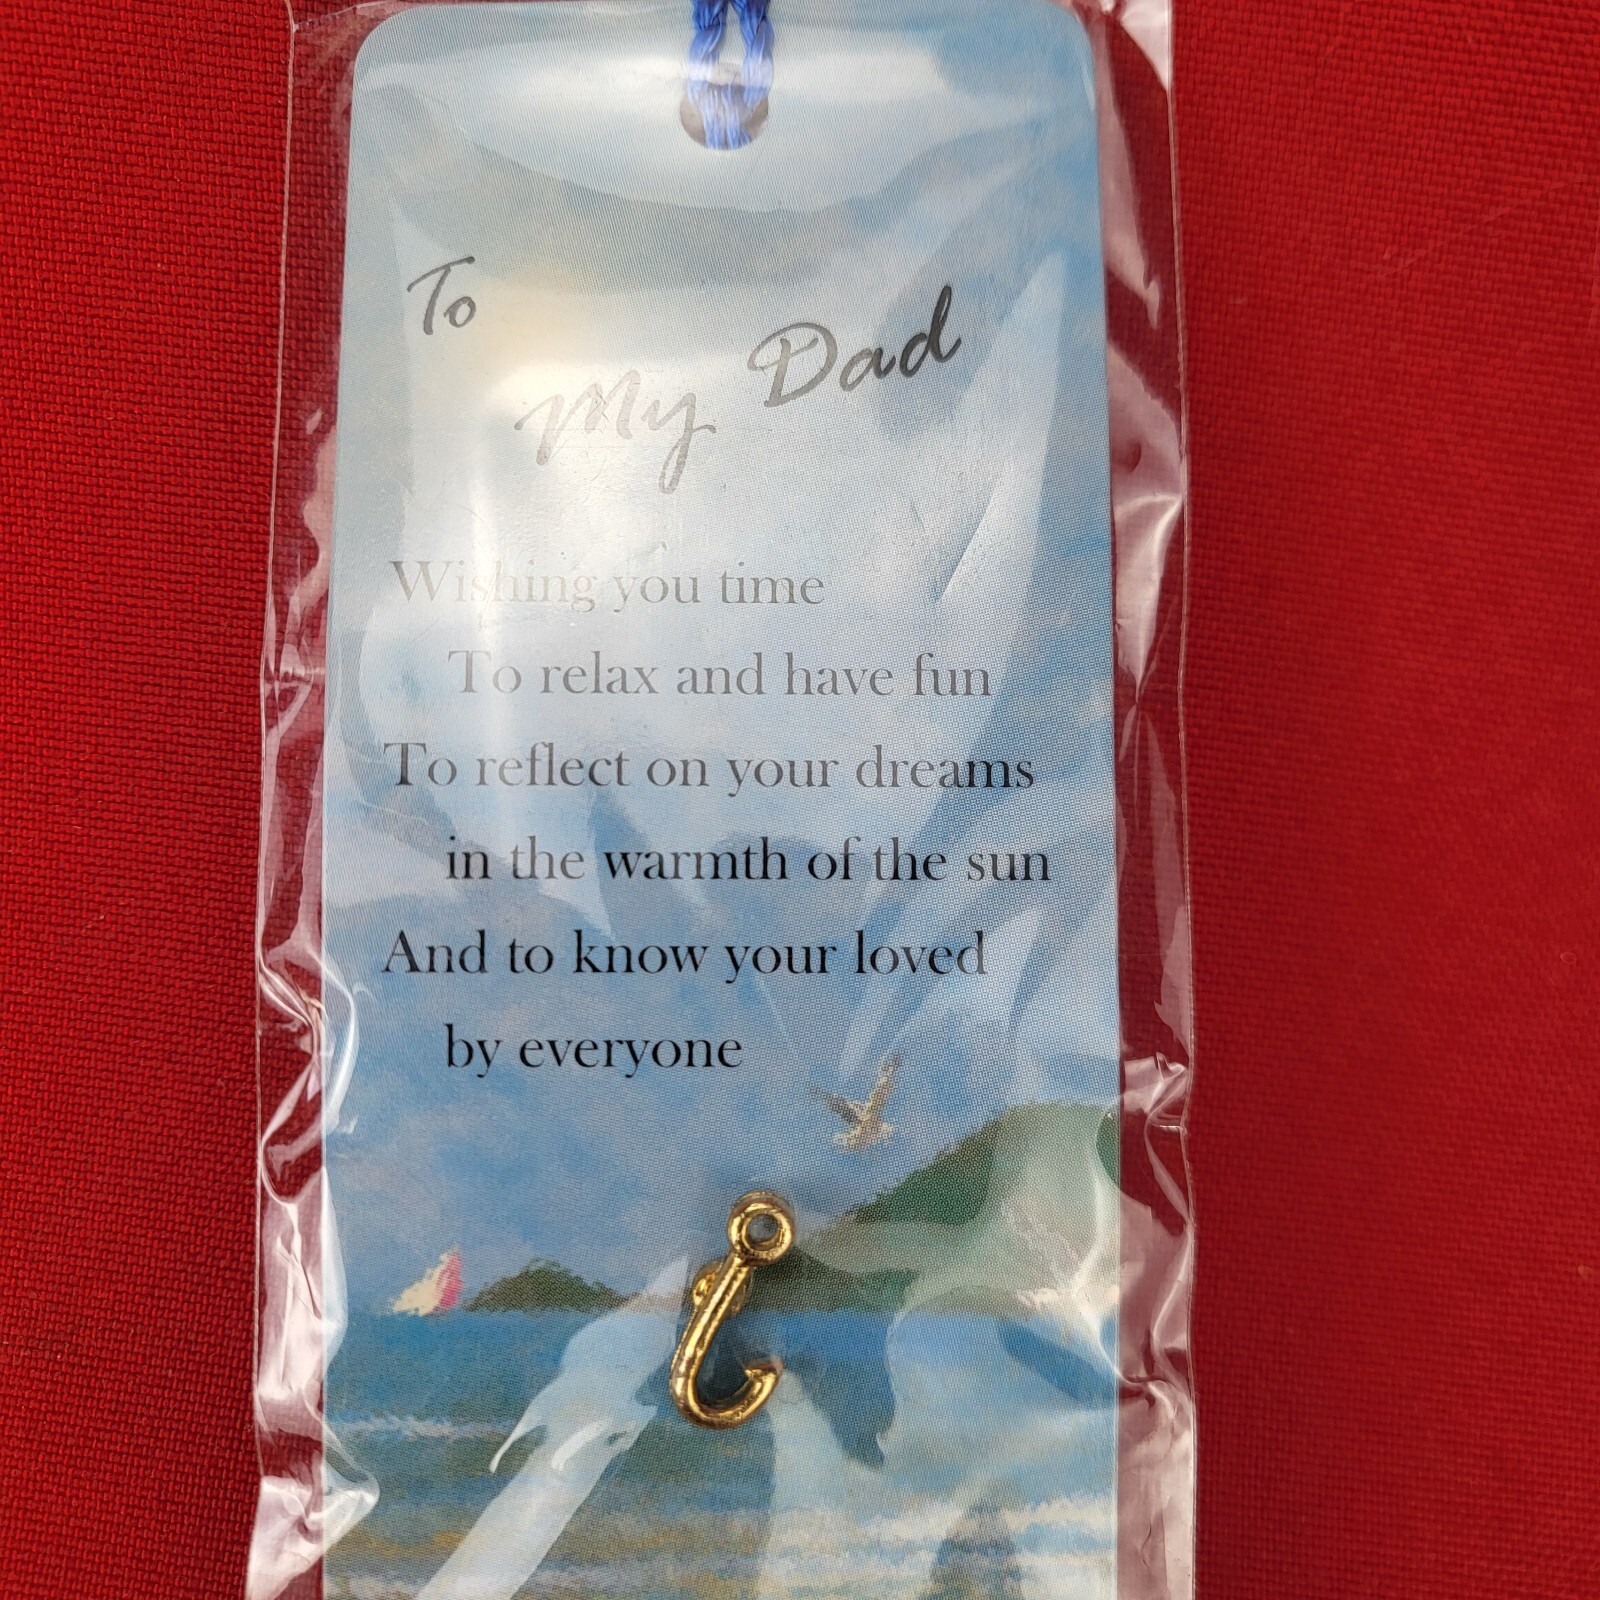 To
My Dad
Wishing you time
To relax and have fun
To reflect on your dreams
in the warmth of the sun
And to know your loved
by everyone